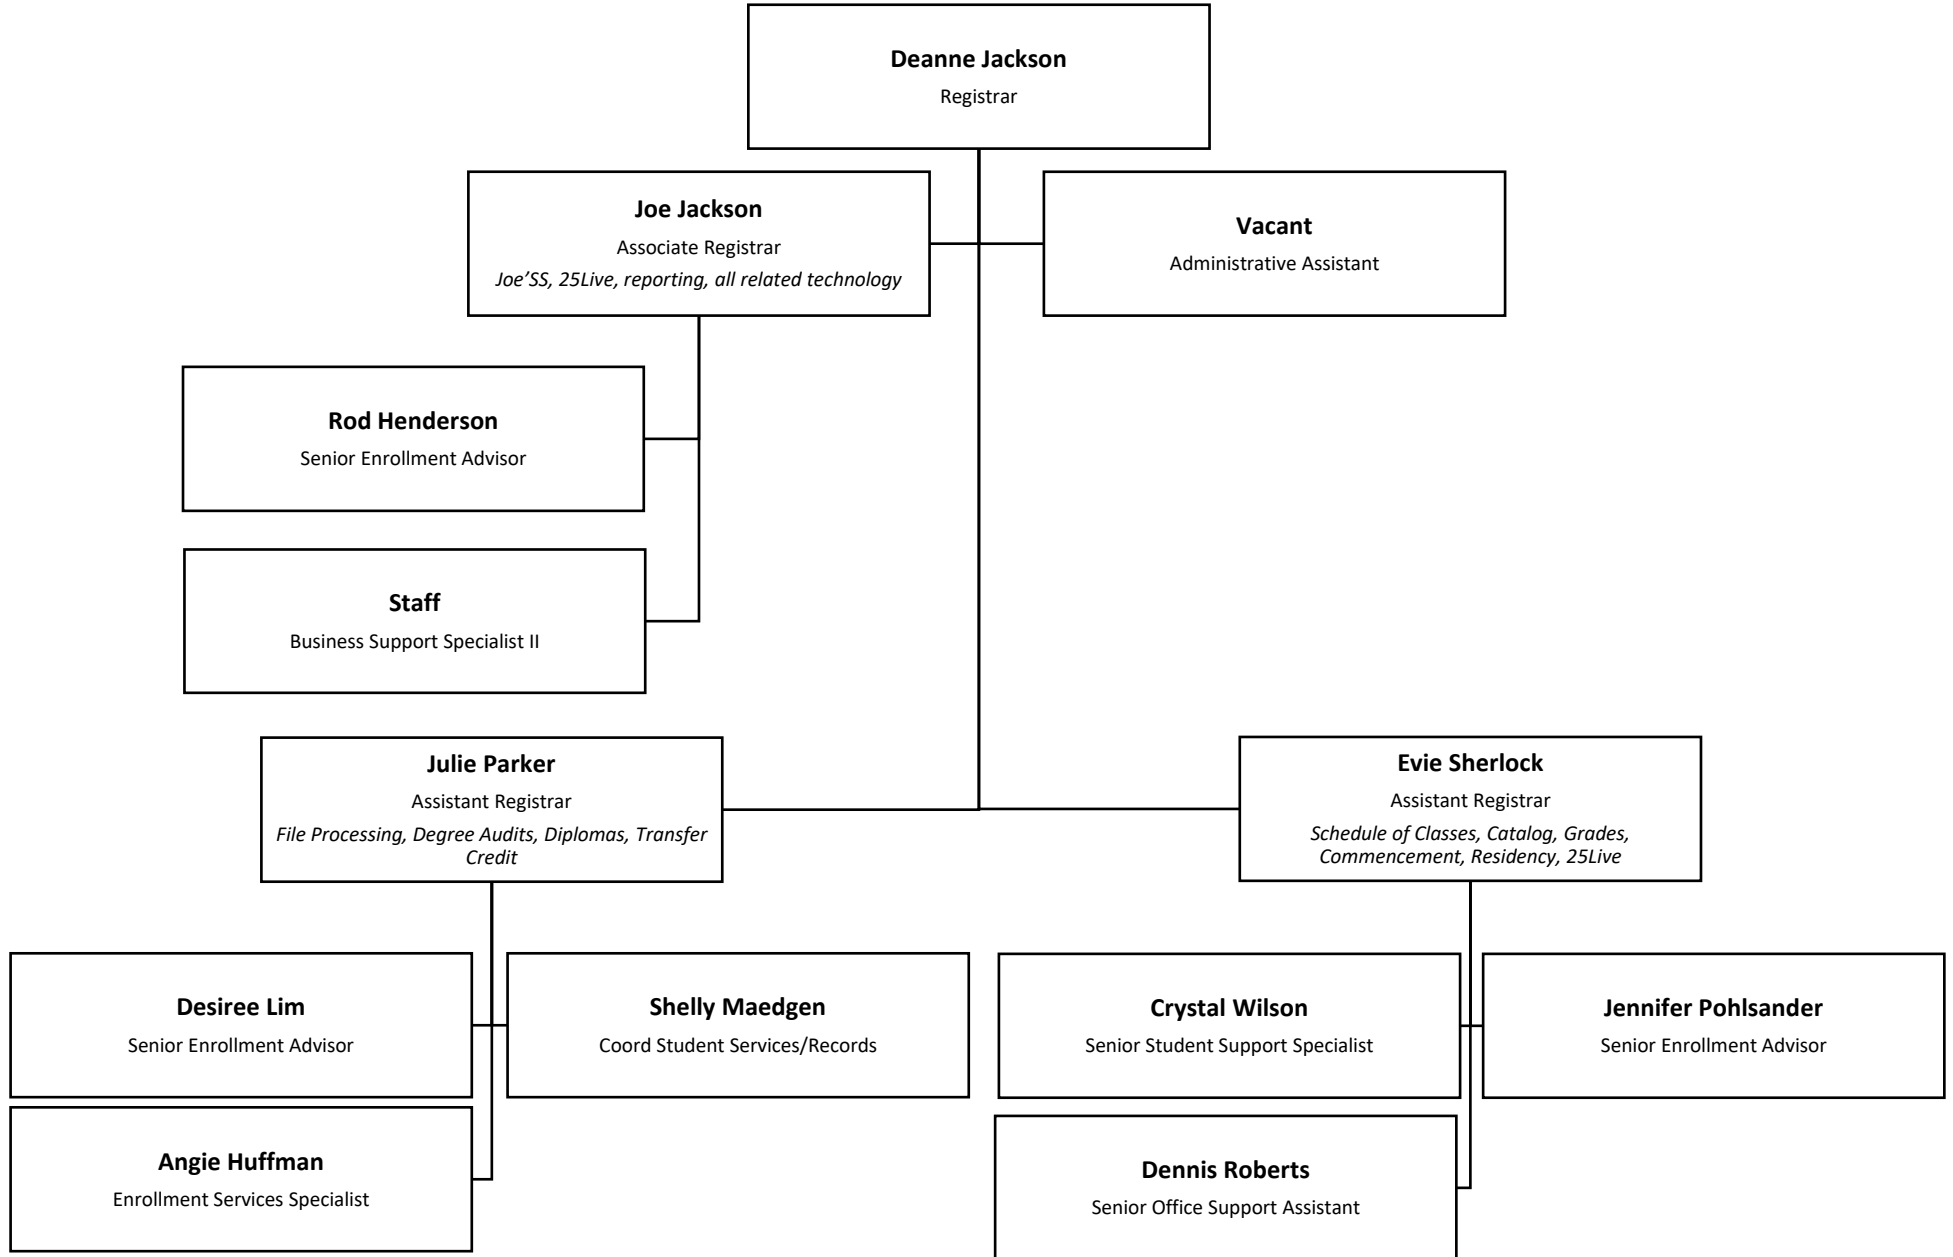 Deanne Jackson
Registrar
Joe Jackson
Associate Registrar
Joe’SS, 25Live, reporting, all related technology
Vacant
Administrative Assistant
Rod Henderson
Senior Enrollment Advisor
Staff
Business Support Specialist II
Julie Parker
Assistant Registrar
File Processing, Degree Audits, Diplomas, Transfer
Credit
Evie Sherlock
Assistant Registrar
Schedule of Classes, Catalog, Grades,
Commencement, Residency, 25Live
Desiree Lim
Senior Enrollment Advisor
Shelly Maedgen
Coord Student Services/Records
Crystal Wilson
Senior Student Support Specialist
Jennifer Pohlsander
Senior Enrollment Advisor
Angie Huffman
Enrollment Services Specialist
Dennis Roberts
Senior Office Support Assistant